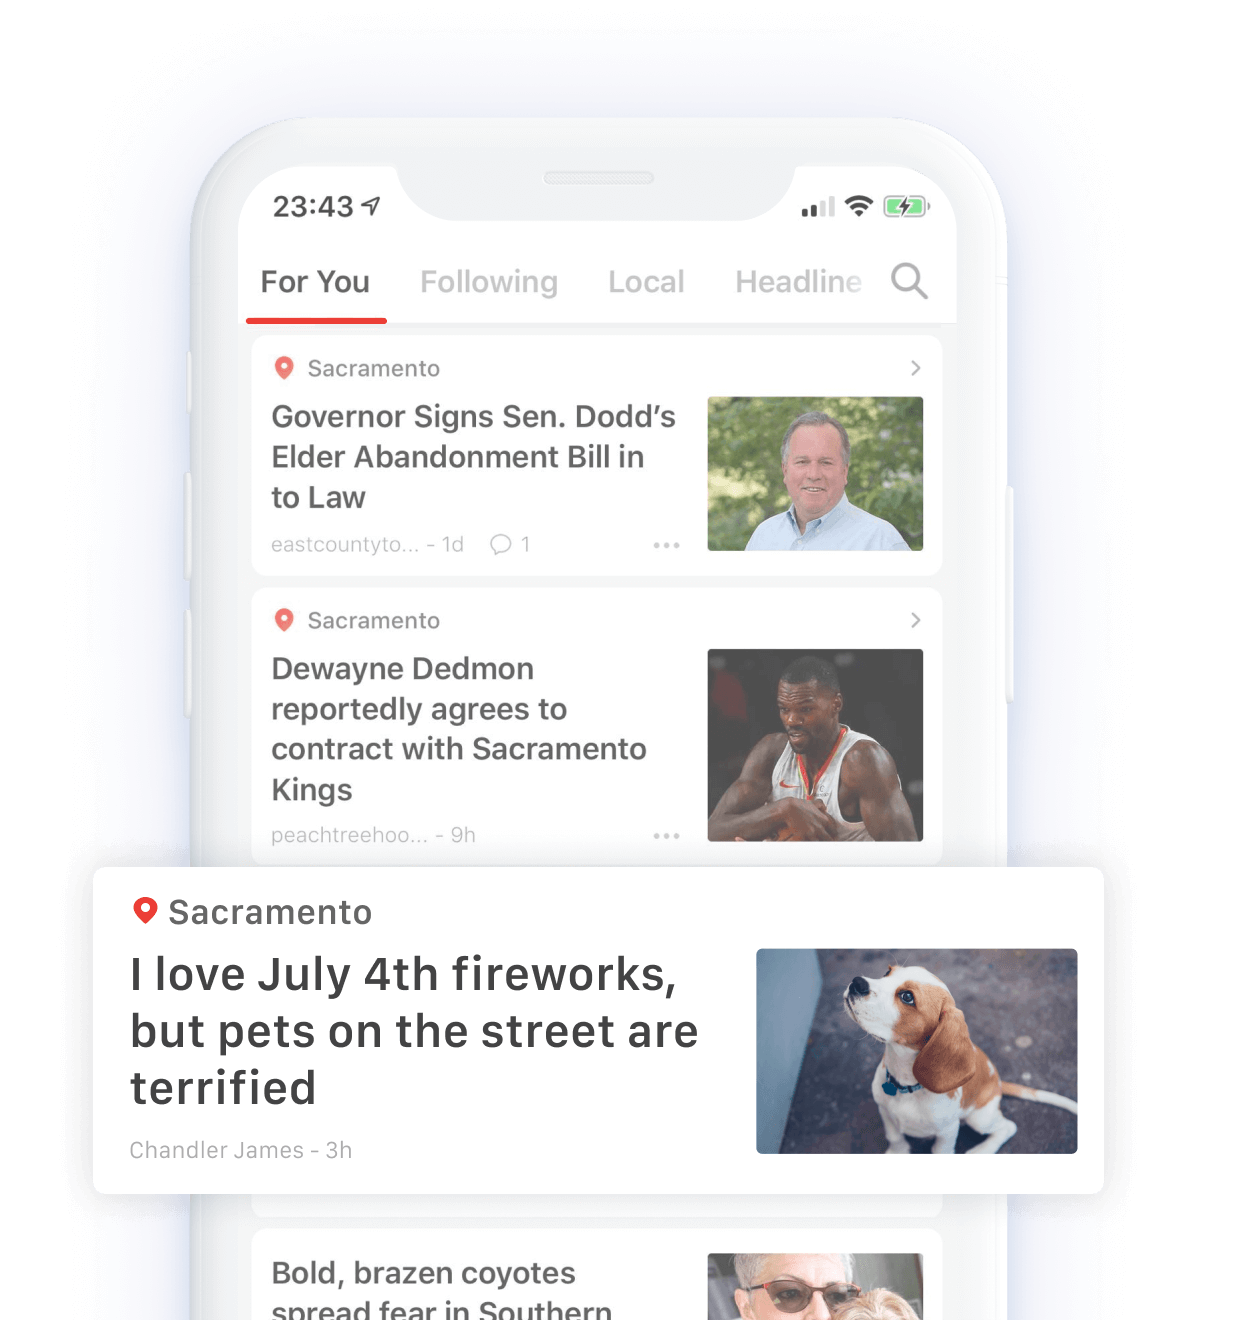 23:43
For You Following Local Headline
Sacramento
Governor Signs Sen. Dodd’s
Elder Abandonment Bill in
to Law
eastcountyto... - 1d 1
Sacramento
Dewayne Dedmon
reportedly agrees to
contract with Sacramento
Kings
peachtreehoo... - 9h
Sacramento
I love July 4th fireworks,
but pets on the street are
terrified
Chandler James - 3h
Bold, brazen coyotes
spread fear in Southern